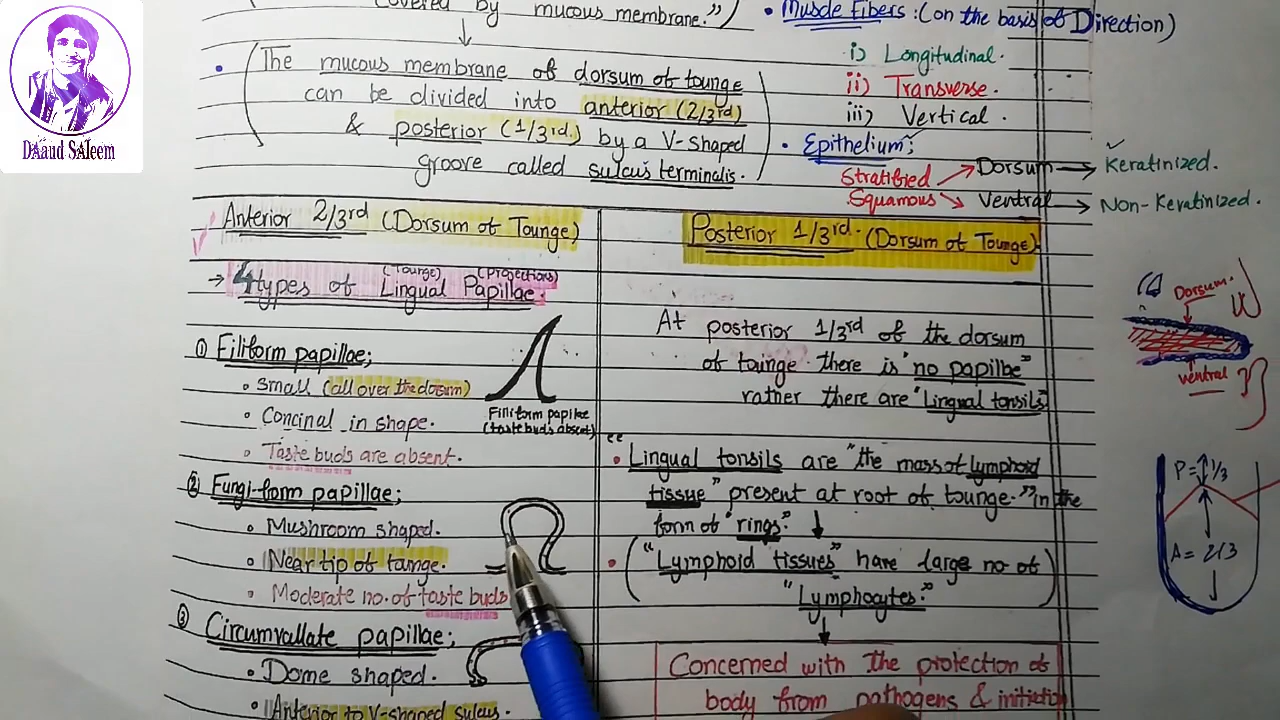 DAaud SAleem
covered by mucous membrane.")
• Muscle Fibers: (on the basis of Direction)
i) Longitudinal.
ii) Transverse.
iii) Vertical.
• (The mucous membrane of dorsum of tounge
can be divided into anterior (2/3rd)
& posterior (1/3rd.) by a V-shaped
groove called sulcus terminalis.)
• Epithelium;
Stratified
Squamous
Dorsum → Keratinized.
Ventral → Non-Keratinized.
Anterior 2/3rd (Dorsum of Tounge)
→ 4 types of Lingual Papillae.
(Tounge) (Projections)
① Filiform papillae;
• Small (all over the dorsum)
• Concinal in shape.
• Taste buds are absent.
Filiform papilae
(taste buds absent)
② Fungi-form papillae;
• Mushroom shaped.
• Near tip of tounge.
• Moderate no. of taste buds
③ Circumvallate papillae;
• Dome shaped.
• Anterior to V-shaped sulcus.
Posterior 1/3rd. (Dorsum of Tounge)
At posterior 1/3rd of the dorsum
of tounge there is "no papillae"
rather there are "Lingual tonsils"
• Lingual tonsils are "the mass of lymphoid
tissue" present at root of tounge." in the
form of "rings."
• ("Lymphoid tissues" have large no of
"Lymphocytes.")
Concerned with the protection of
body from pathogens & initiation
Dorsum.
ventral
P = 1/3
A = 2/3